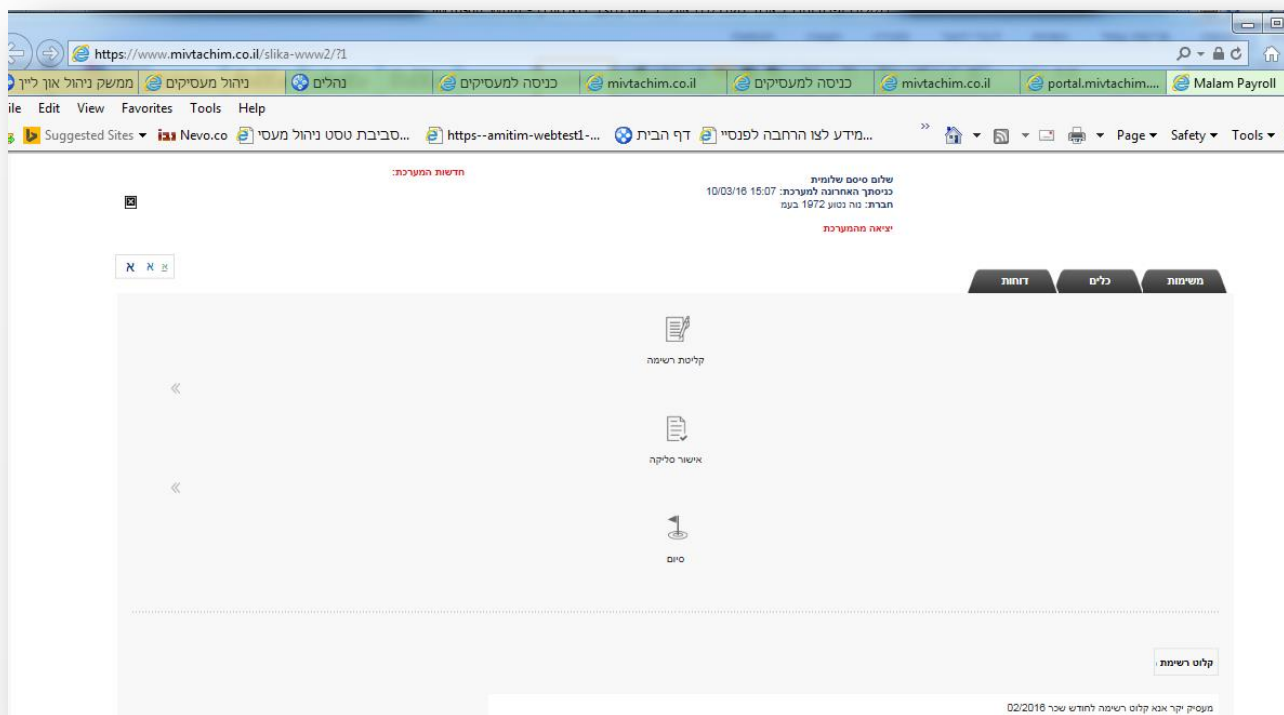 https://www.mivtachim.co.il/slika-www2/?1
ממשק ניהול און ליין
ניהול מעסיקים
נהלים
כניסה למעסיקים
mivtachim.co.il
כניסה למעסיקים
mivtachim.co.il
portal.mivtachim....
Malam Payroll
ile Edit View Favorites Tools Help
Suggested Sites
Nevo.co נבו
סביבת טסט ניהול מעסי...
https--amitim-webtest1-...
דף הבית
מידע לצו הרחבה לפנסיי...
Page Safety Tools
שלום סיסם שלומית
כניסתך האחרונה למערכת: 10/03/16 15:07
חברת: נוה נטוע 1972 בעמ
יציאה מהמערכת
חדשות המערכת:
א א א
משימות
כלים
דוחות
קליטת רשימה
אישור סליקה
סיום
קלוט רשימת
מעסיק יקר אנא קלוט רשימה לחודש שכר 02/2016